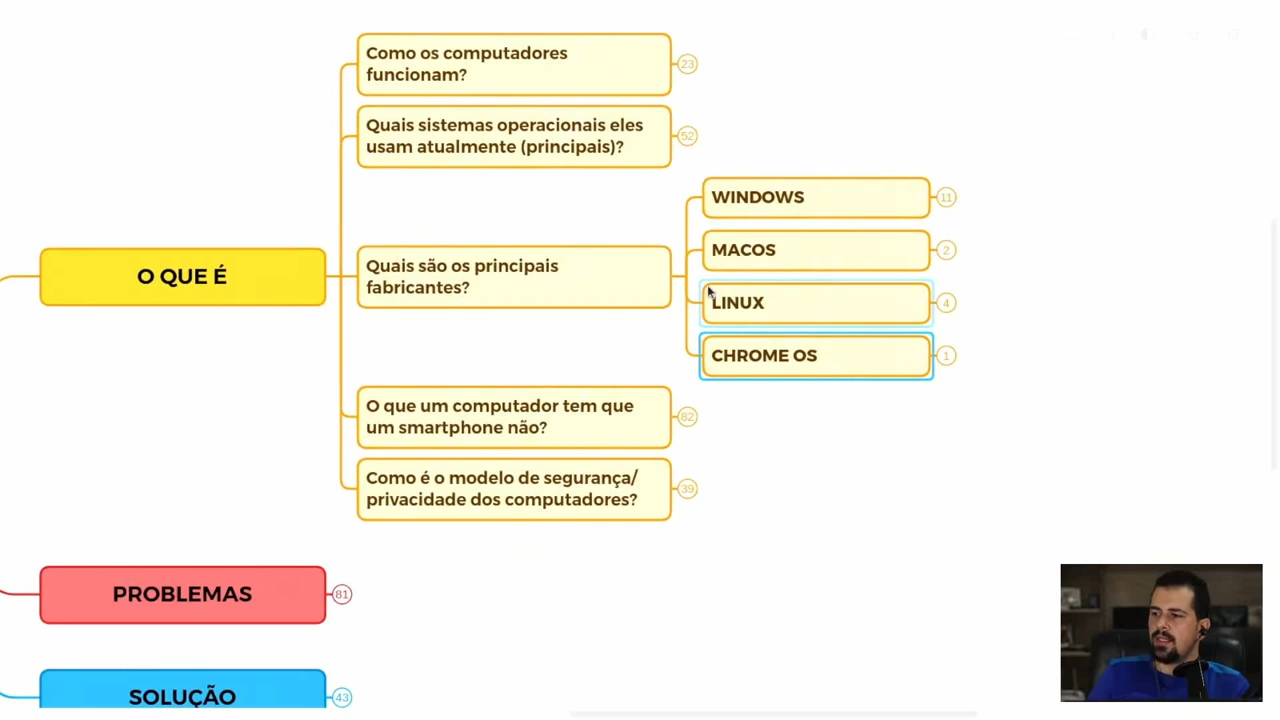 Como os computadores
funcionam?
23
Quais sistemas operacionais eles
usam atualmente (principais)?
52
O QUE É
Quais são os principais
fabricantes?
WINDOWS
11
MACOS
2
LINUX
4
CHROME OS
1
O que um computador tem que
um smartphone não?
82
Como é o modelo de segurança/
privacidade dos computadores?
39
PROBLEMAS
81
SOLUÇÃO
43